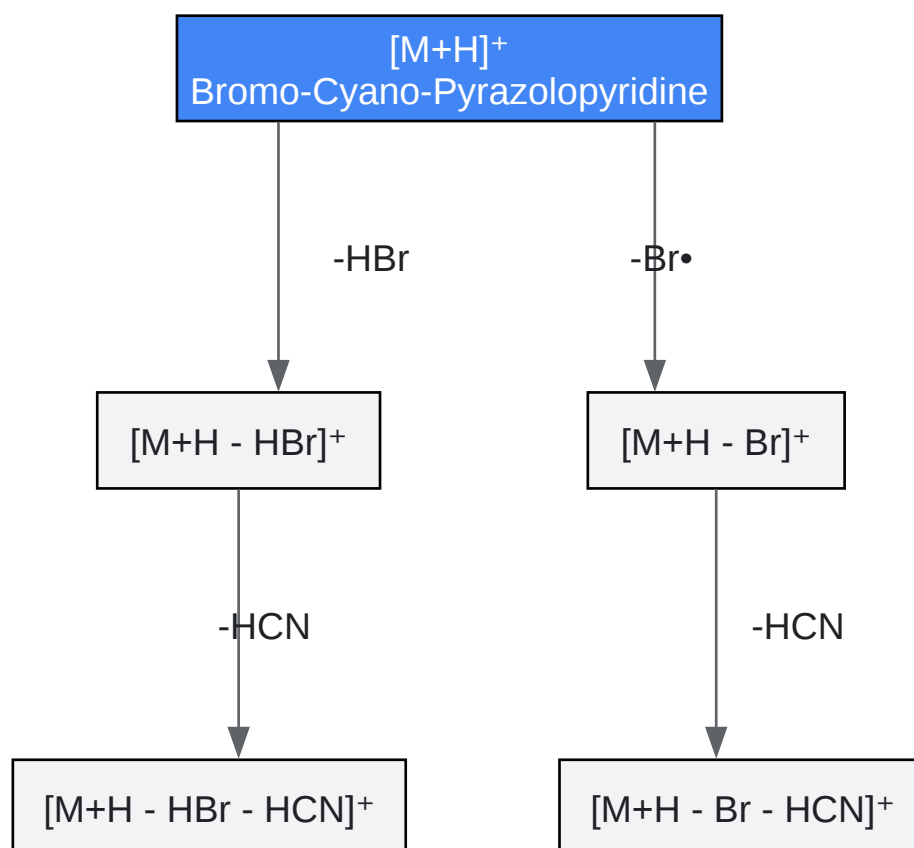 [M+H]⁺
Bromo-Cyano-Pyrazolopyridine
-HBr
-Br•
[M+H - HBr]⁺
[M+H - Br]⁺
-HCN
-HCN
[M+H - HBr - HCN]⁺
[M+H - Br - HCN]⁺